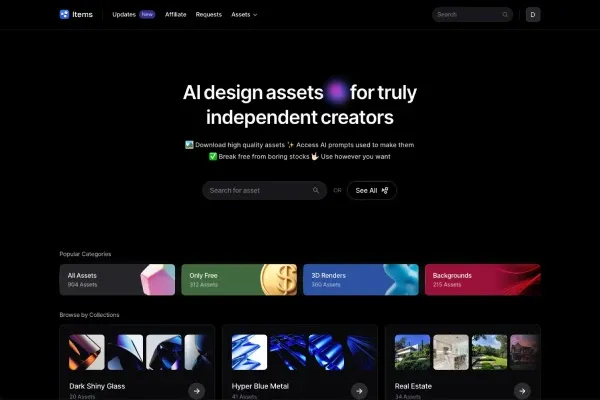 Items
Updates New Affiliate Requests Assets
Search
D
AI design assets for truly
independent creators
Download high quality assets ✨ Access AI prompts used to make them
✅ Break free from boring stocks 🤟🏻 Use however you want
Search for asset
OR
See All
Popular Categories
All Assets
904 Assets
Only Free
312 Assets
3D Renders
360 Assets
Backgrounds
215 Assets
Browse by Collections
Dark Shiny Glass
20 Assets
Hyper Blue Metal
41 Assets
Real Estate
34 Assets